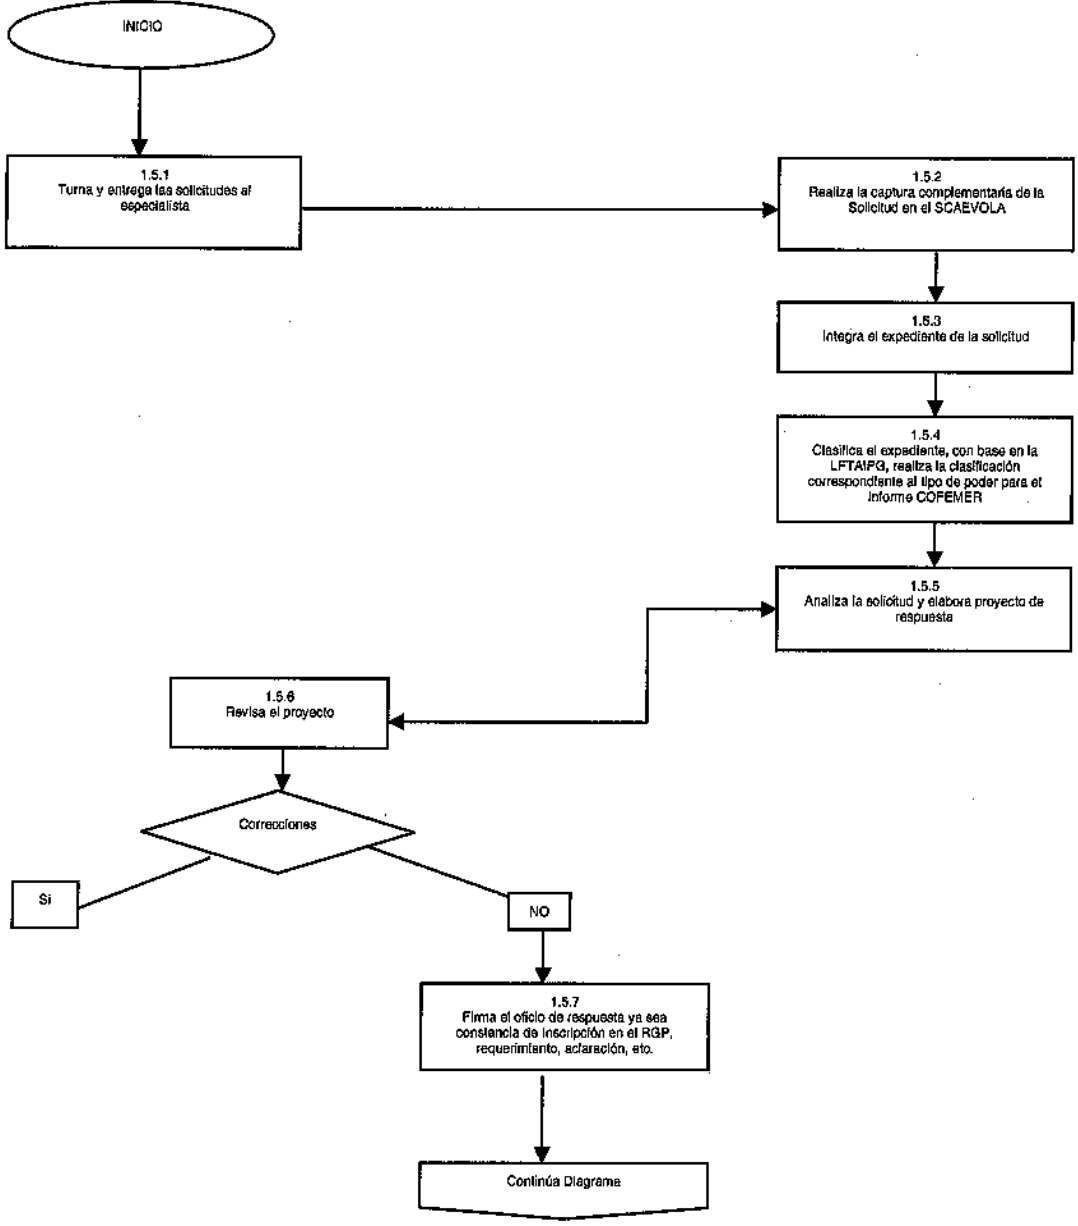 INICIO
1.5.1
Turna y entrega las solicitudes al
especialista
1.5.2
Realiza la captura complementaria de la
Solicitud en el SCAEVOLA
1.5.3
Integra el expediente de la solicitud
1.5.4
Clasifica el expediente, con base en la
LFTAIPG, realiza la clasificación
correspondiente al tipo de poder para el
Informe COFEMER
1.5.5
Analiza la solicitud y elabora proyecto de
respuesta
1.5.6
Revisa el proyecto
Correcciones
Si
NO
1.5.7
Firma el oficio de respuesta ya sea
constancia de inscripción en el RGP,
requerimiento, aclaración, etc.
Continúa Diagrama